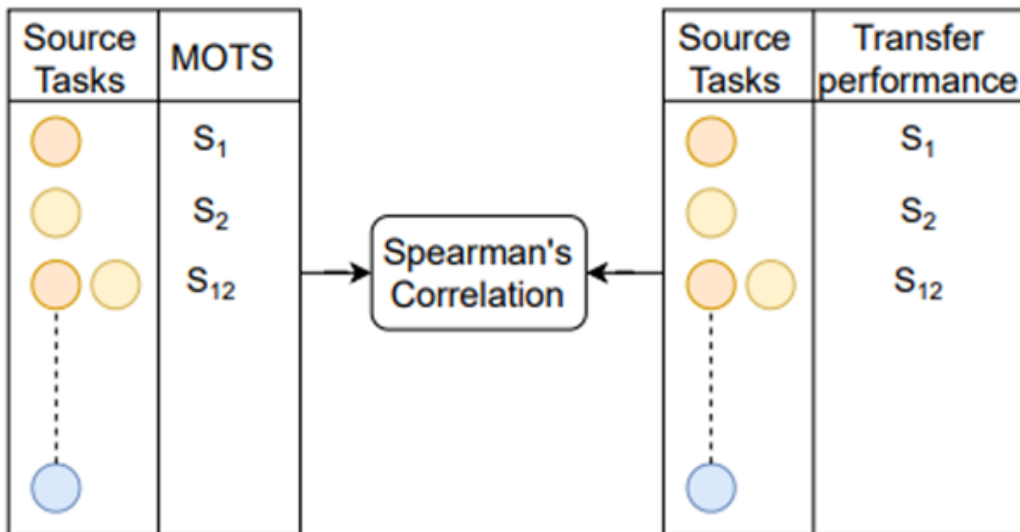 Source
Tasks
MOTS
S₁
S₂
S₁₂
Spearman's
Correlation
Source
Tasks
Transfer
performance
S₁
S₂
S₁₂